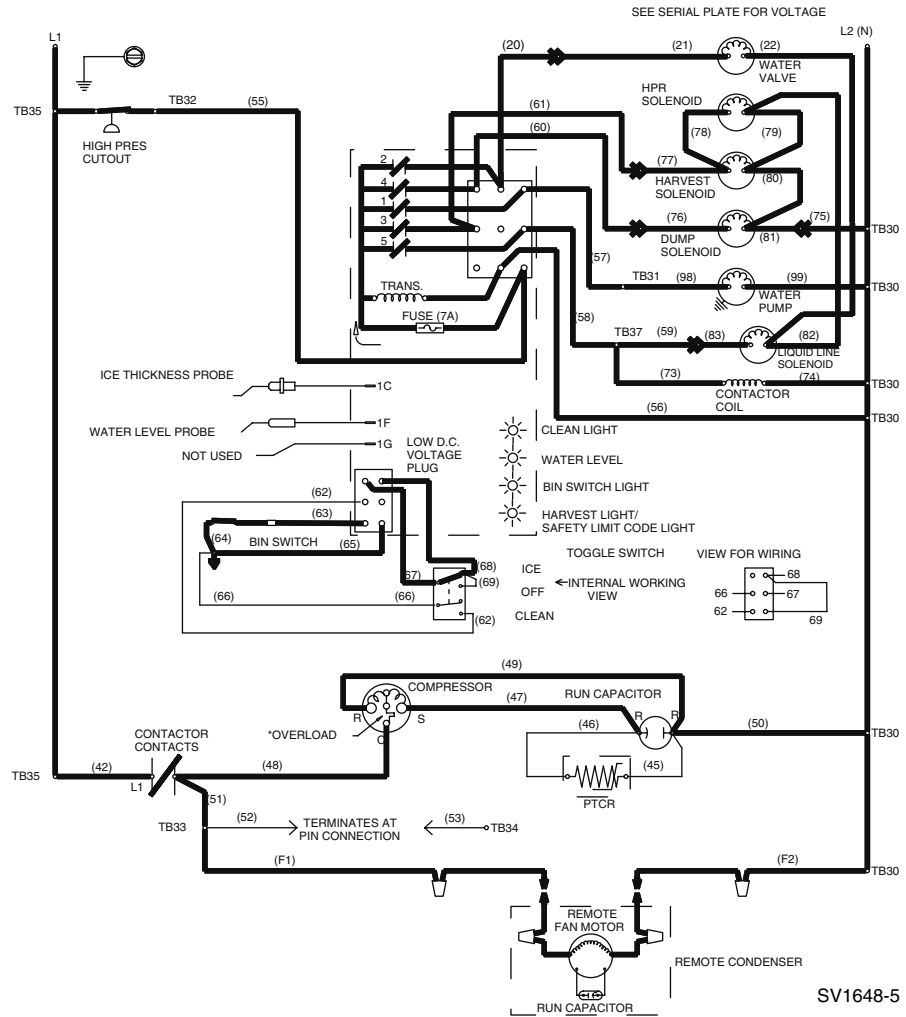 SEE SERIAL PLATE FOR VOLTAGE
L1
L2 (N)
(20)
(21)
(22)
WATER
VALVE
TB35
TB32
(55)
HIGH PRES
CUTOUT
HPR
SOLENOID
(61)
(60)
(78)
(79)
(77)
HARVEST
SOLENOID
(80)
(76)
DUMP
SOLENOID
(81)
(75)
TB30
2
4
1
3
5
(57)
TB31
(98)
(99)
WATER
PUMP
TB30
TRANS.
FUSE (7A)
(58)
TB37
(59)
(83)
(82)
LIQUID LINE
SOLENOID
(73)
(74)
CONTACTOR
COIL
TB30
(56)
TB30
ICE THICKNESS PROBE
1C
WATER LEVEL PROBE
1F
NOT USED
1G
LOW D.C.
VOLTAGE
PLUG
CLEAN LIGHT
WATER LEVEL
BIN SWITCH LIGHT
HARVEST LIGHT/
SAFETY LIMIT CODE LIGHT
(62)
(63)
(64)
BIN SWITCH
(65)
(66)
(66)
(67)
(68)
(69)
(62)
TOGGLE SWITCH
ICE
OFF
CLEAN
INTERNAL WORKING
VIEW
VIEW FOR WIRING
68
66
67
62
69
(49)
COMPRESSOR
(47)
RUN CAPACITOR
R
S
C
*OVERLOAD
R
R
(46)
(45)
PTCR
(50)
TB30
CONTACTOR
CONTACTS
TB35
(42)
L1
(48)
(51)
TB33
(52)
TERMINATES AT
PIN CONNECTION
(53)
TB34
(F1)
(F2)
TB30
REMOTE
FAN MOTOR
REMOTE CONDENSER
RUN CAPACITOR
SV1648-5